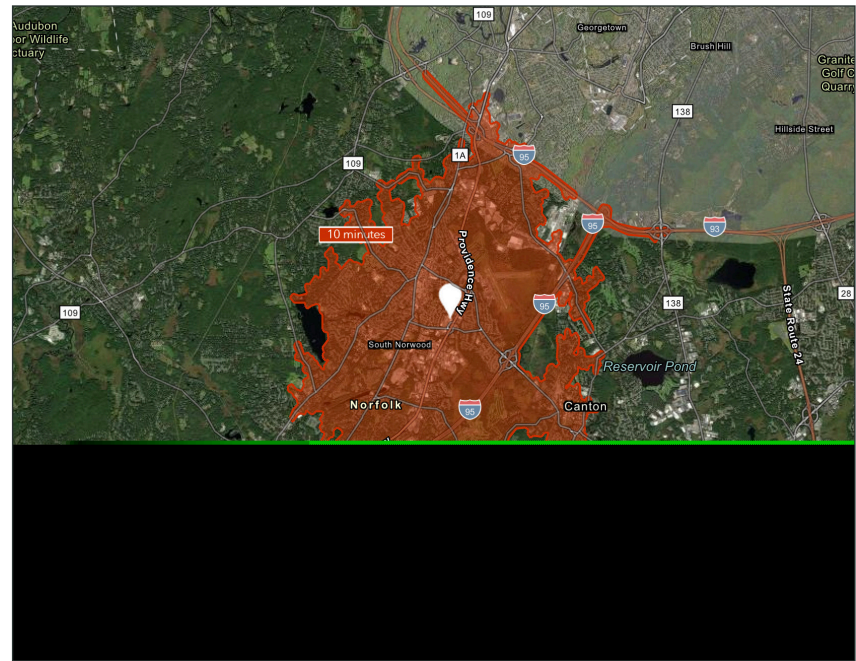 109
Georgetown
Audubon
or Wildlife
ctuary
Brush Hill
Granite
Golf C
Quarry
138
Hillside Street
1A
95
109
95
93
10 minutes
Providence Hwy
28
95
138
109
State Route 24
South Norwood
Reservoir Pond
Norfolk
95
Canton